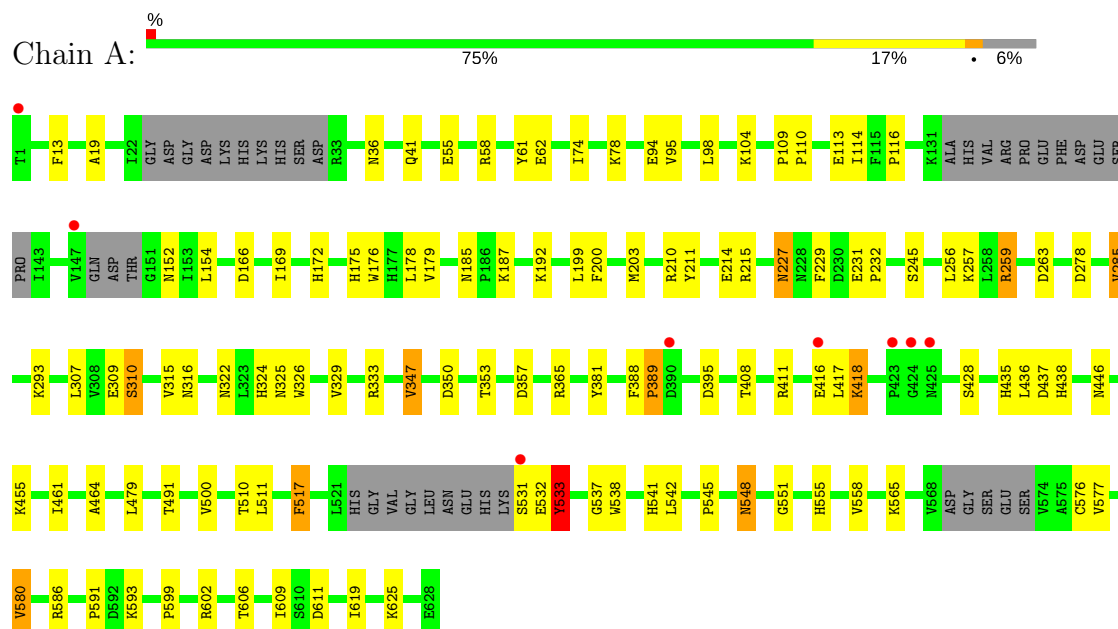 %
Chain A:
75% 17% • 6%
T1 F13 A19 I22 GLY ASP GLY ASP LYS HIS LYS HIS SER ASP R33 N36 Q41 E55 R58 Y61 E62 I74 K78 E94 V95 L98 K104 P109 P110 E113 I114 F115 P116 K131 ALA HIS VAL ARG PRO GLU PHE ASP GLU SER
PRO I143 V147 GLN ASP THR G151 N152 I153 L154 D166 I169 H172 H175 W176 H177 L178 V179 N185 P186 K187 K192 L199 F200 M203 R210 Y211 E214 R215 N227 N228 F229 D230 E231 P232 S245 L256 K257 L258 R259 D263 D278 V285
K293 L307 V308 E309 S310 V315 N316 N322 L323 H324 N325 W326 V329 R333 V347 D350 T353 D357 R365 Y381 F388 P389 D390 D395 T408 R411 E416 L417 K418 P423 G424 N425 S428 H435 L436 D437 H438 N446
K455 I461 A464 L479 T491 V500 T510 L511 F517 L521 HIS GLY VAL GLY LEU ASN GLU HIS LYS S531 E532 Y533 G537 W538 H541 L542 P545 N548 G551 H555 V558 K565 V568 ASP GLY SER GLU SER V574 A575 C576 V577
V580 R586 P591 D592 K593 P599 R602 T606 I609 S610 D611 I619 K625 E628